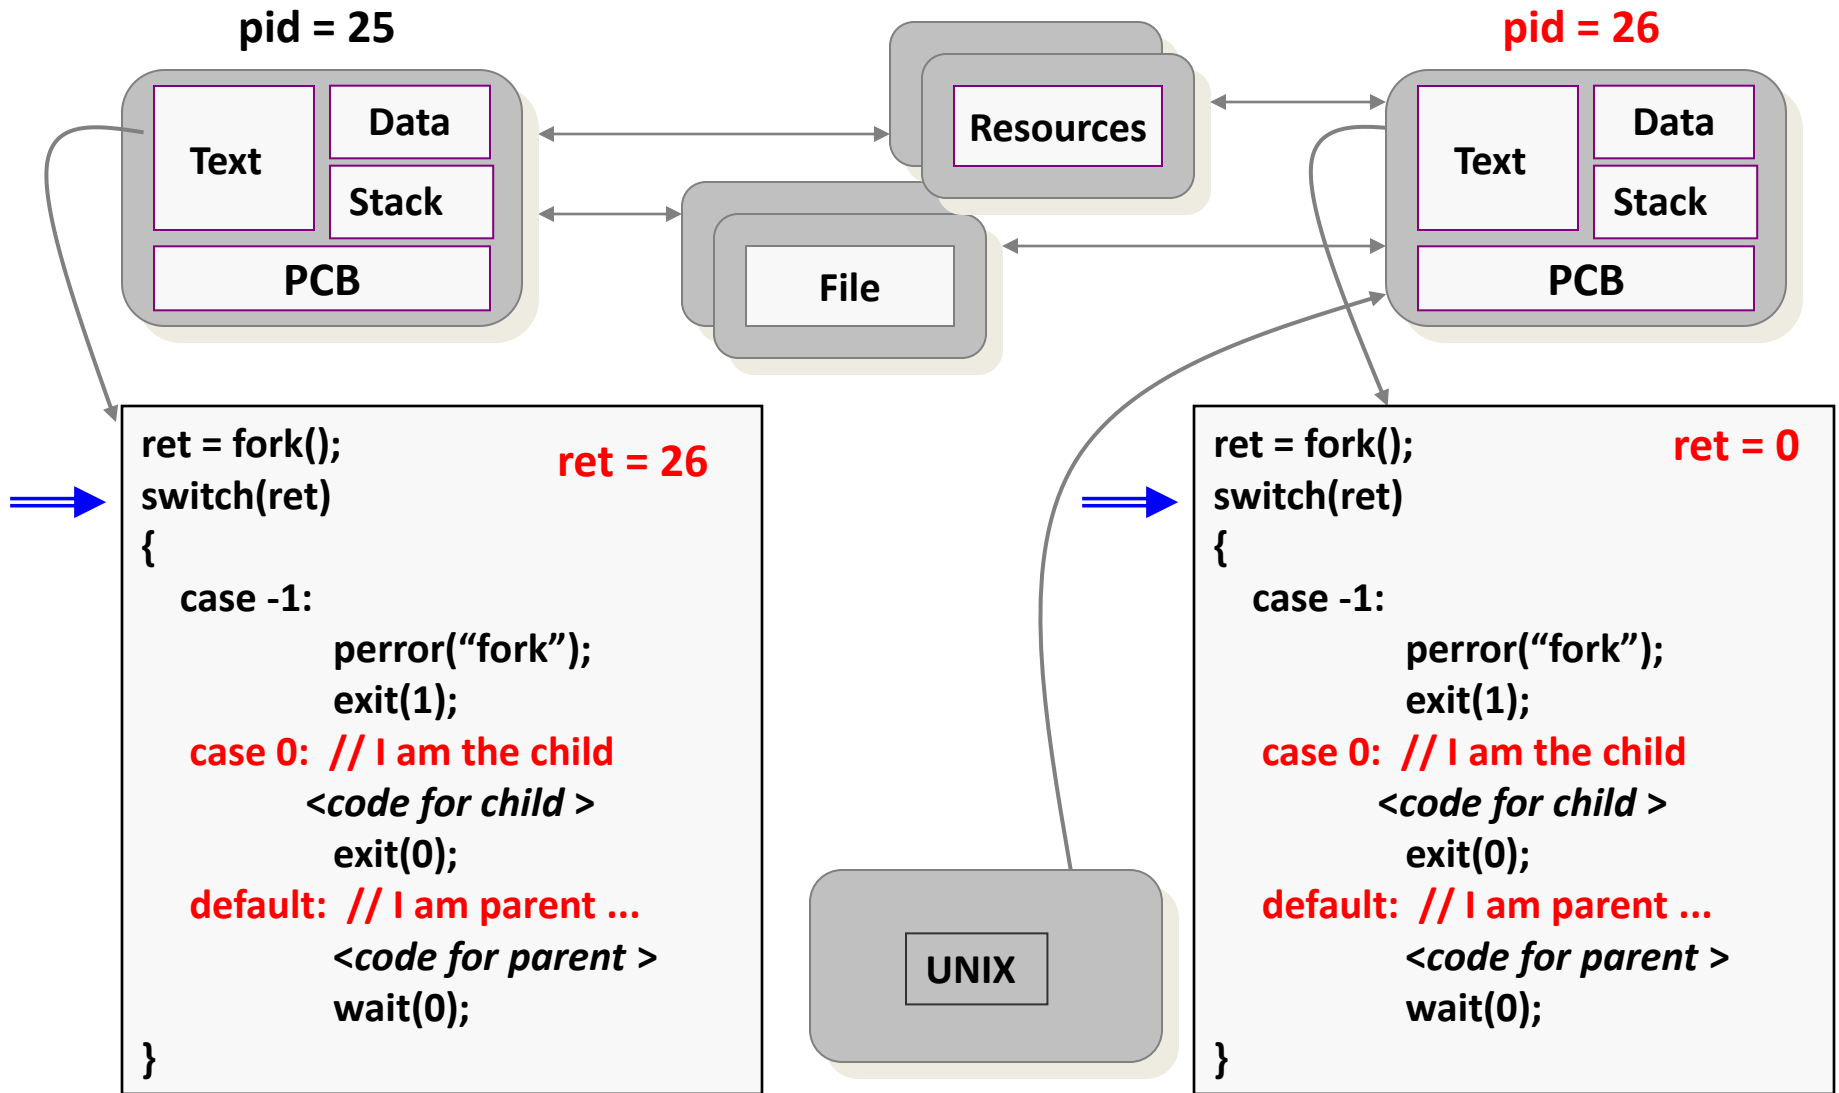 pid = 25
pid = 26
Text
Data
Stack
PCB
Resources
File
Text
Data
Stack
PCB
ret = fork();
ret = 26
switch(ret)
{
case -1:
perror(“fork”);
exit(1);
case 0:  // I am the child
<code for child >
exit(0);
default:  // I am parent ...
<code for parent >
wait(0);
}
UNIX
ret = fork();
ret = 0
switch(ret)
{
case -1:
perror(“fork”);
exit(1);
case 0:  // I am the child
<code for child >
exit(0);
default:  // I am parent ...
<code for parent >
wait(0);
}